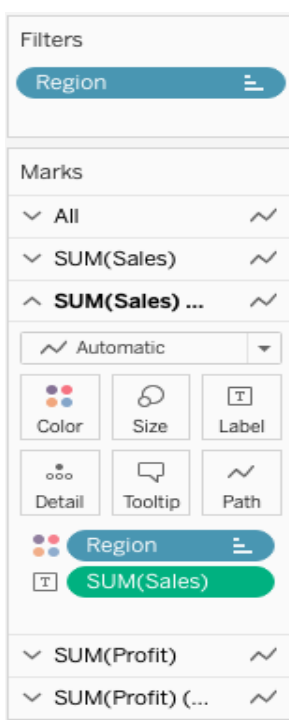 Filters
Region
Marks
All
SUM(Sales)
SUM(Sales) ...
Automatic
Color Size T Label
Detail Tooltip Path
Region
T SUM(Sales)
SUM(Profit)
SUM(Profit) (...